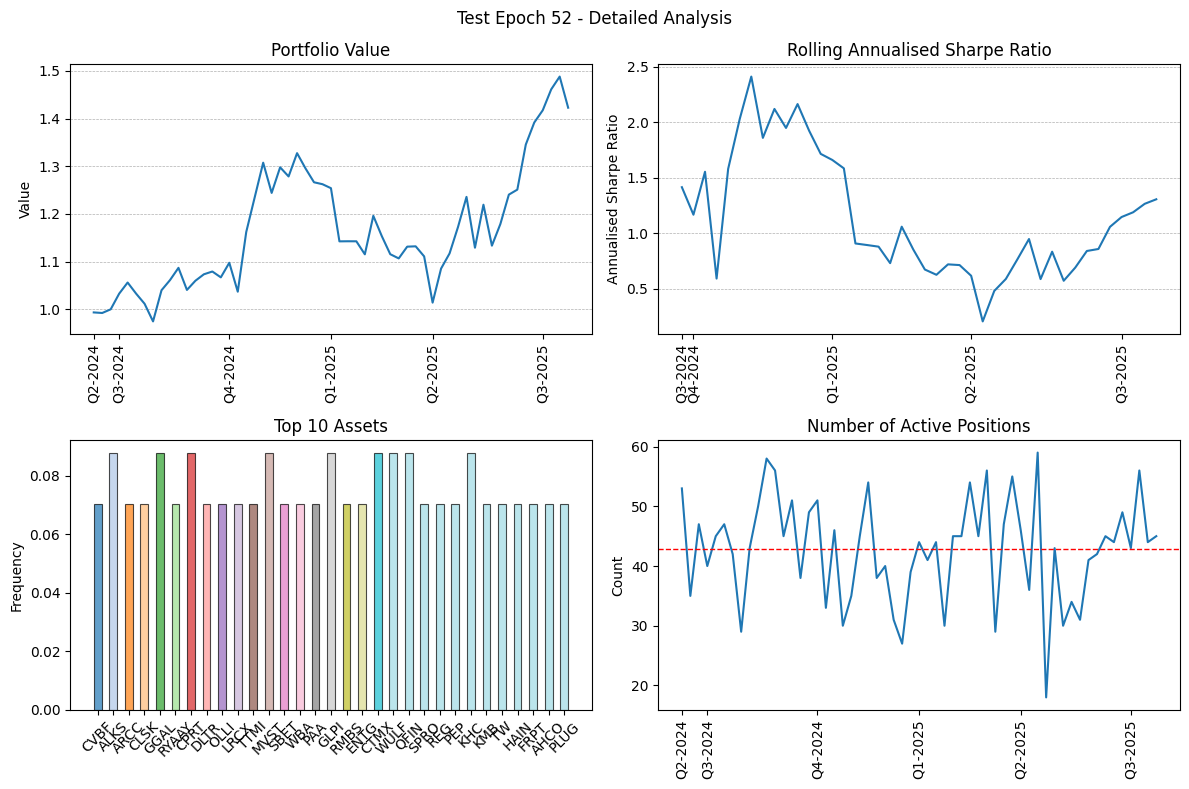 Test Epoch 52 - Detailed Analysis
Portfolio Value
Value
1.5
1.4
1.3
1.2
1.1
1.0
Q2-2024
Q3-2024
Q4-2024
Q1-2025
Q2-2025
Q3-2025
Rolling Annualised Sharpe Ratio
Annualised Sharpe Ratio
2.5
2.0
1.5
1.0
0.5
Q3-2024
Q4-2024
Q1-2025
Q2-2025
Q3-2025
Top 10 Assets
Frequency
0.08
0.06
0.04
0.02
0.00
CVBF
ALKS
ARCC
CLSK
GGAL
RYAAY
CPRT
DLTR
OLLI
LRCX
TTMI
MVST
SBET
WBA
PAA
GLPI
RMBS
ENTG
CTMX
WULF
QFIN
SPRO
REG
PEP
KHC
KMB
TW
HAIN
FRPT
AHCO
PLUG
Number of Active Positions
Count
60
50
40
30
20
Q2-2024
Q3-2024
Q4-2024
Q1-2025
Q2-2025
Q3-2025